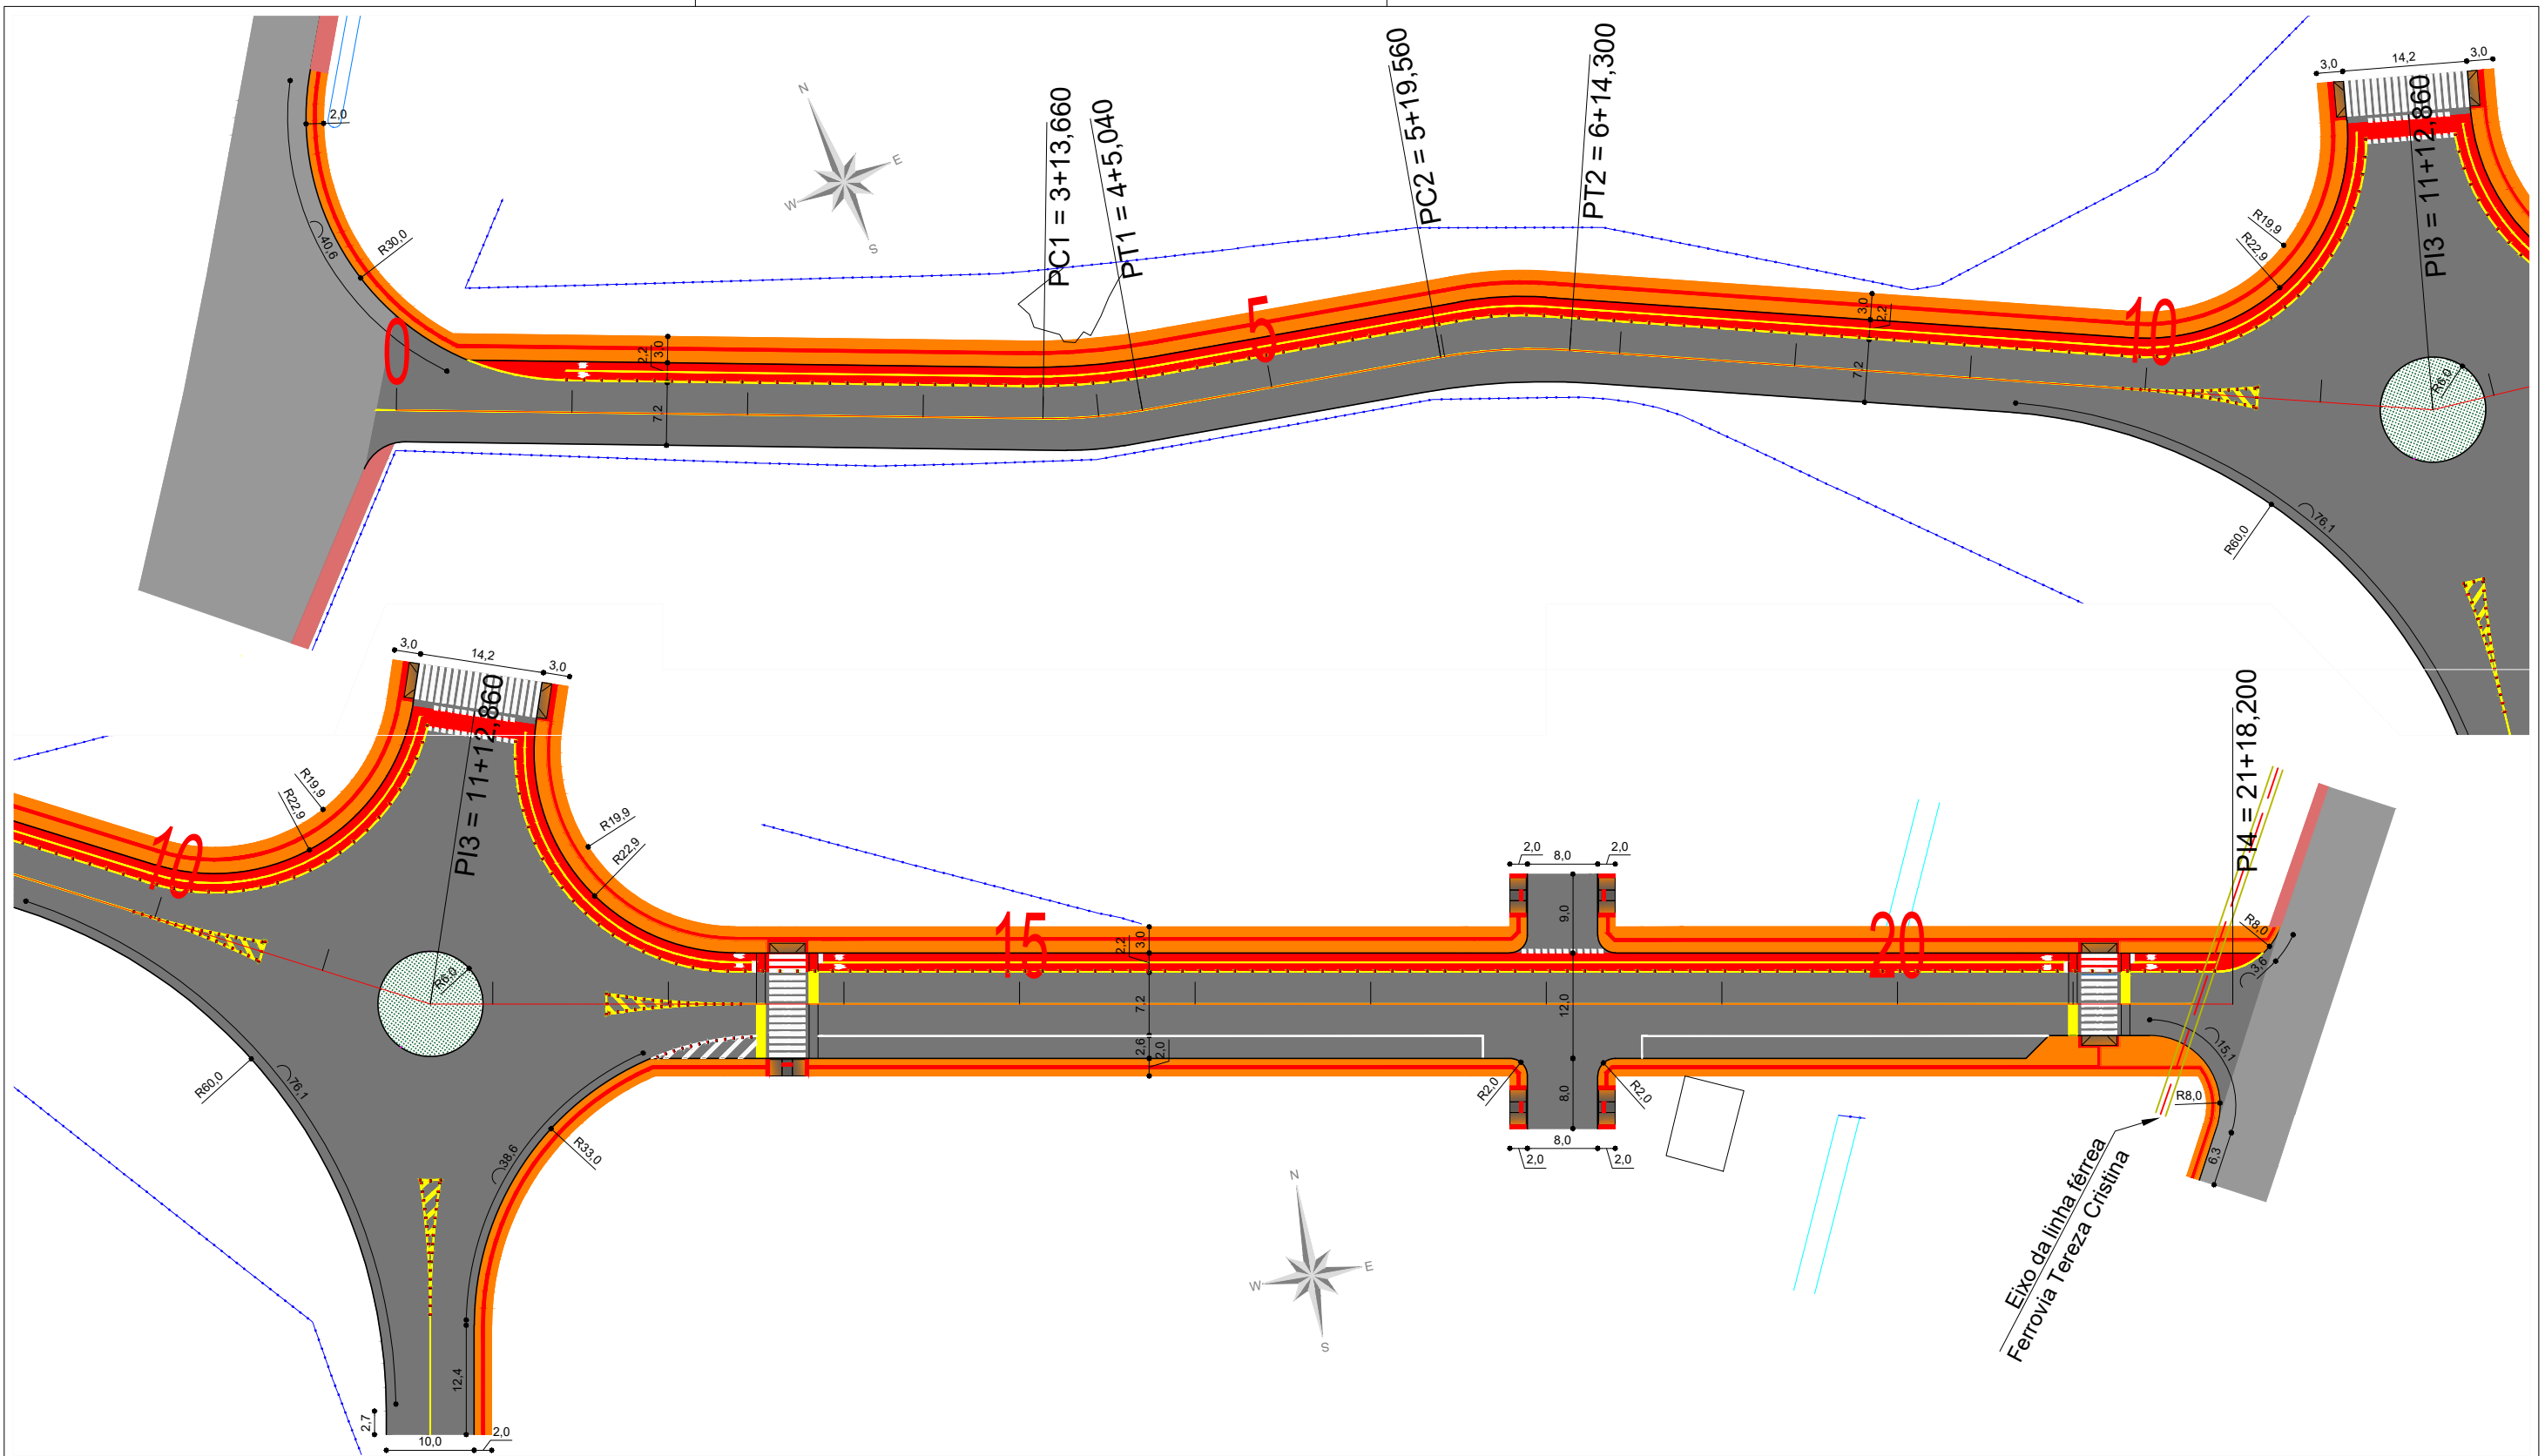 N
E
W
S
2,0
40,6
R30,0
0
2,2
3,0
7,2
PC1 = 3+13,660
PT1 = 4+5,040
5
PC2 = 5+19,560
PT2 = 6+14,300
3,0
2,2
7,2
10
R19,9
R22,9
3,0
14,2
3,0
PI3 = 11+12,860
R6,0
R60,0
76,1
3,0
14,2
3,0
PI3 = 11+12,860
R19,9
R22,9
10
R19,9
R22,9
R6,0
R60,0
76,1
38,6
R33,0
12,4
2,7
10,0
2,0
15
2,2
3,0
7,2
2,6
2,0
2,0
8,0
2,0
9,0
12,0
8,0
R2,0
R2,0
2,0
8,0
2,0
20
PI4 = 21+18,200
R8,0
3,6
15,1
R8,0
6,3
Eixo da linha férrea
Ferrovia Tereza Cristina
N
E
W
S